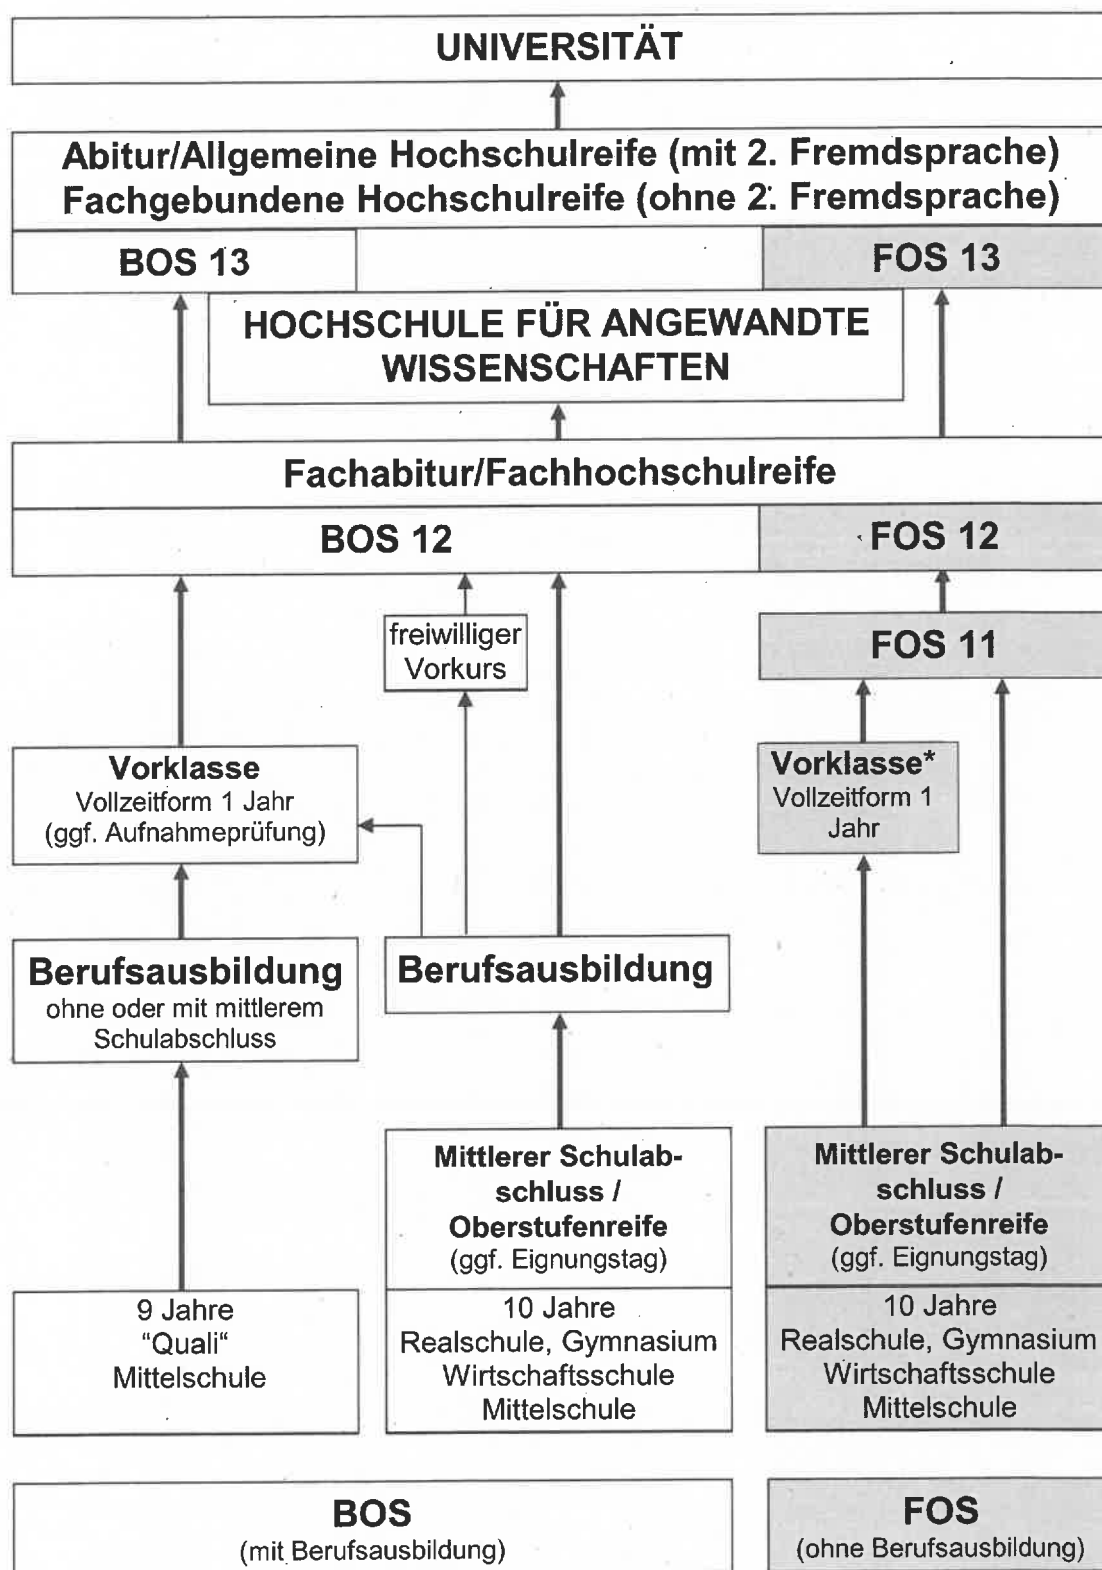 UNIVERSITÄT
Abitur/Allgemeine Hochschulreife (mit 2. Fremdsprache)
Fachgebundene Hochschulreife (ohne 2. Fremdsprache)
BOS 13
FOS 13
HOCHSCHULE FÜR ANGEWANDTE
WISSENSCHAFTEN
Fachabitur/Fachhochschulreife
BOS 12
FOS 12
freiwilliger
Vorkurs
FOS 11
Vorklasse
Vollzeitform 1 Jahr
(ggf. Aufnahmeprüfung)
Vorklasse*
Vollzeitform 1
Jahr
Berufsausbildung
ohne oder mit mittlerem
Schulabschluss
Berufsausbildung
Mittlerer Schulab-
schluss /
Oberstufenreife
(ggf. Eignungstag)
Mittlerer Schulab-
schluss /
Oberstufenreife
(ggf. Eignungstag)
9 Jahre
“Quali“
Mittelschule
10 Jahre
Realschule, Gymnasium
Wirtschaftsschule
Mittelschule
10 Jahre
Realschule, Gymnasium
Wirtschaftsschule
Mittelschule
BOS
(mit Berufsausbildung)
FOS
(ohne Berufsausbildung)